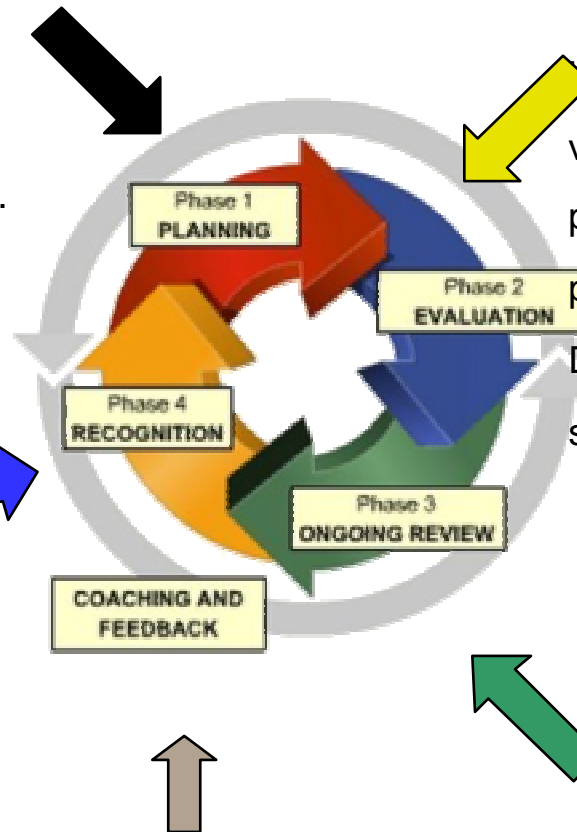 Phase 1
PLANNING
Phase 2
EVALUATION
Phase 3
ONGOING REVIEW
Phase 4
RECOGNITION
COACHING AND
FEEDBACK
.
v
p
p
D
s